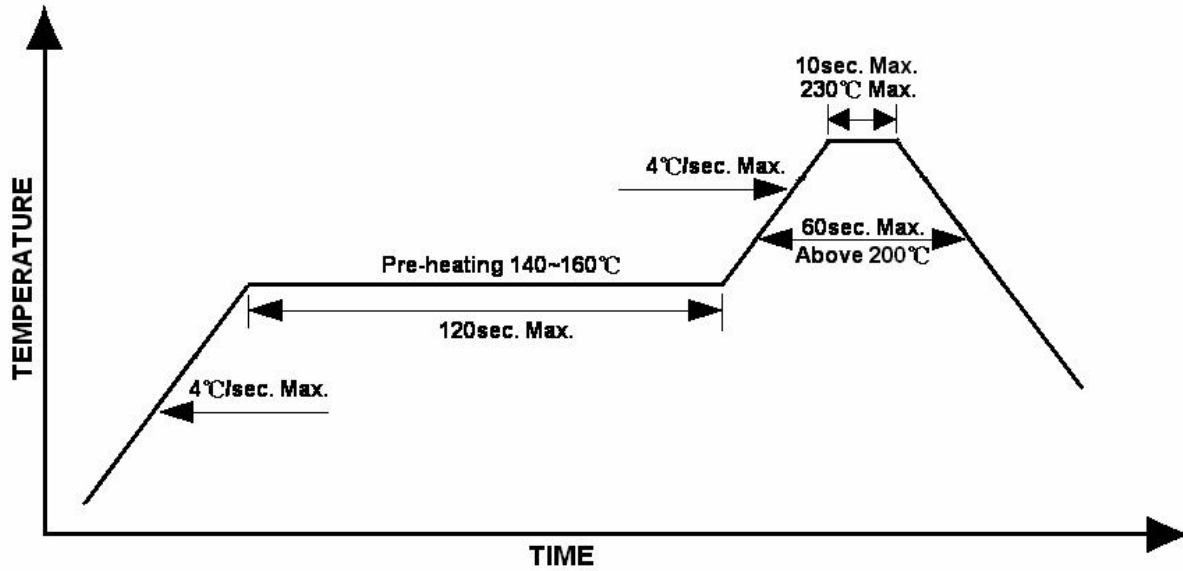 10sec. Max.
230℃ Max.
4℃/sec. Max.
60sec. Max.
Above 200℃
Pre-heating 140~160℃
120sec. Max.
4℃/sec. Max.
TEMPERATURE
TIME